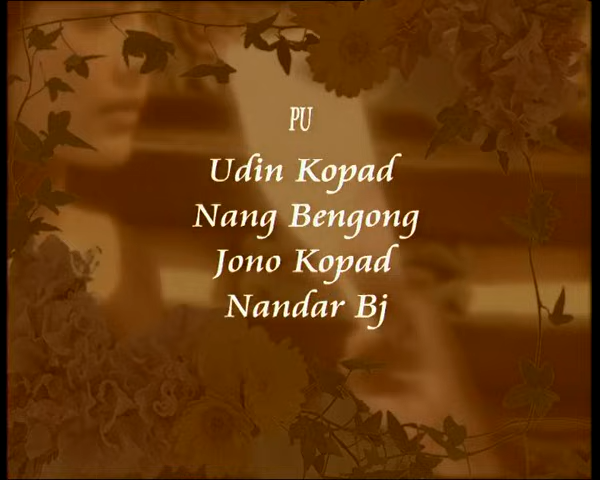 PU
Udin Kopad
Nang Bengong
Jono Kopad
Nandar Bj